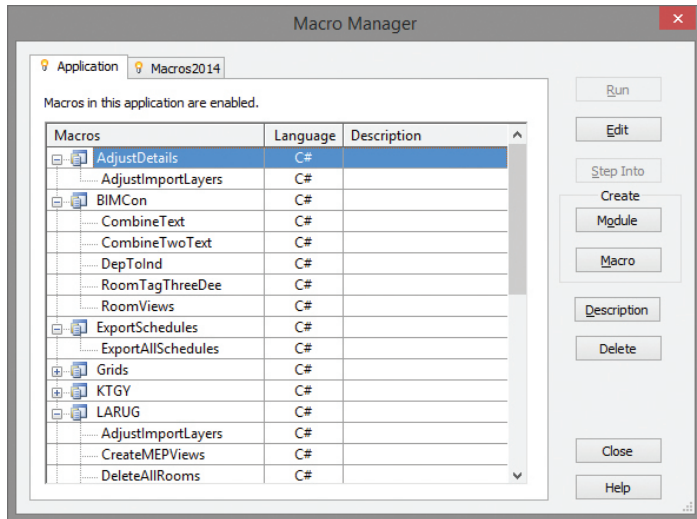 Macro Manager
Application
Macros2014
Macros in this application are enabled.
Macros Language Description
AdjustDetails C#
AdjustImportLayers C#
BIMCon C#
CombineText C#
CombineTwoText C#
DepToInd C#
RoomTagThreeDee C#
RoomViews C#
ExportSchedules C#
ExportAllSchedules C#
Grids C#
KTGY C#
LARUG C#
AdjustImportLayers C#
CreateMEPViews C#
DeleteAllRooms C#
Run
Edit
Step Into
Create
Module
Macro
Description
Delete
Close
Help